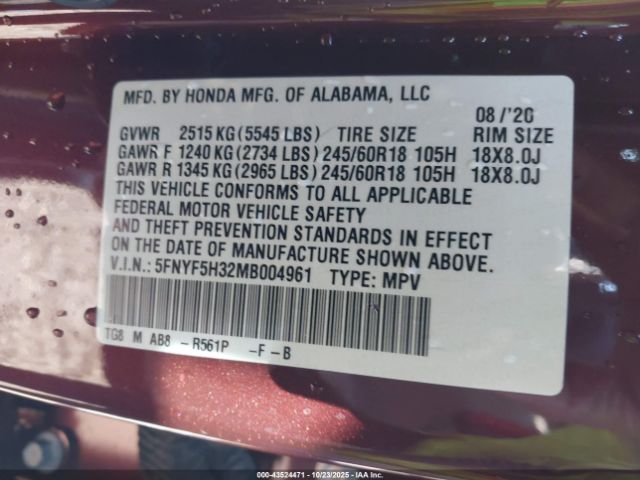 MFD. BY HONDA MFG. OF ALABAMA, LLC
08/'20
GVWR 2515 KG (5545 LBS) TIRE SIZE RIM SIZE
GAWR F 1240 KG (2734 LBS) 245/60R18 105H 18X8.0J
GAWR R 1345 KG (2965 LBS) 245/60R18 105H 18X8.0J
THIS VEHICLE CONFORMS TO ALL APPLICABLE
FEDERAL MOTOR VEHICLE SAFETY
AND THEFT PREVENTION STANDARDS IN EFFECT
ON THE DATE OF MANUFACTURE SHOWN ABOVE.
V.I.N.: 5FNYF5H32MB004961 TYPE: MPV
TG8 M AB8 - R561P - F - B
000-43524471 | 10/23/2025 | IAA Inc.